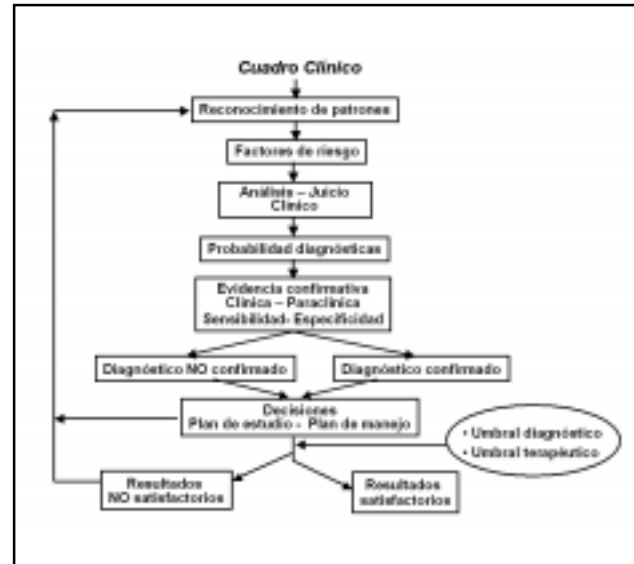 Cuadro Clínico
Reconocimiento de patrones
Factores de riesgo
Análisis – Juicio
Clínico
Probabilidad diagnósticas
Evidencia confirmativa
Clínica – Paraclínica
Sensibilidad- Especificidad
Diagnóstico NO confirmado
Diagnóstico confirmado
Decisiones
Plan de estudio - Plan de manejo
• Umbral diagnóstico
• Umbral terapéutico
Resultados
NO satisfactorios
Resultados
satisfactorios